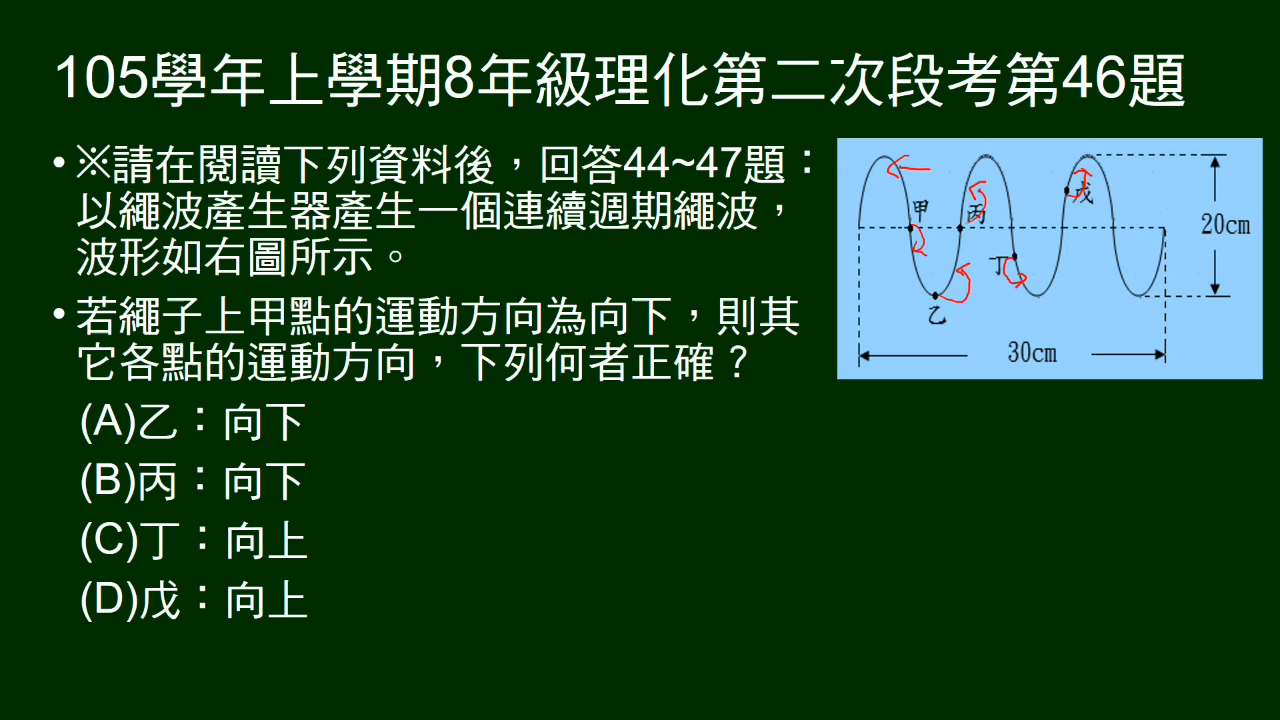 105學年上學期8年級理化第二次段考第46題
•※請在閱讀下列資料後，回答44~47題：
以繩波產生器產生一個連續週期繩波，
波形如右圖所示。
•若繩子上甲點的運動方向為向下，則其
它各點的運動方向，下列何者正確？
(A)乙：向下
(B)丙：向下
(C)丁：向上
(D)戊：向上
甲
丙
戊
丁
乙
20cm
30cm